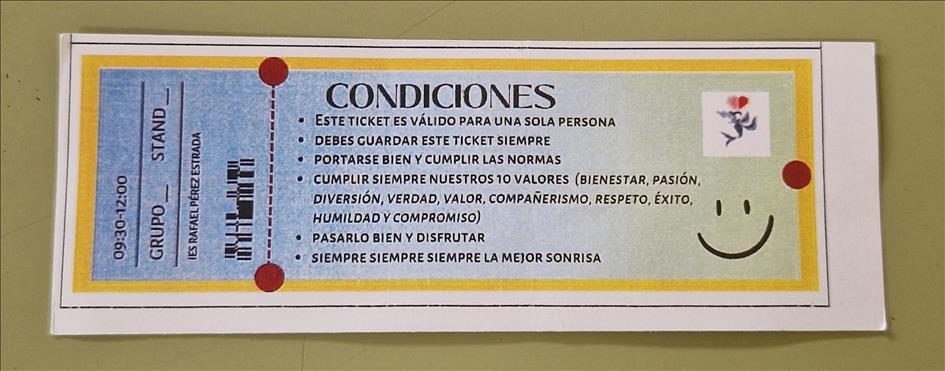 CONDICIONES
• ESTE TICKET ES VÁLIDO PARA UNA SOLA PERSONA
• DEBES GUARDAR ESTE TICKET SIEMPRE
• PORTARSE BIEN Y CUMPLIR LAS NORMAS
• CUMPLIR SIEMPRE NUESTROS 10 VALORES (BIENESTAR, PASIÓN,
DIVERSIÓN, VERDAD, VALOR, COMPAÑERISMO, RESPETO, ÉXITO,
HUMILDAD Y COMPROMISO)
• PASARLO BIEN Y DISFRUTAR
• SIEMPRE SIEMPRE SIEMPRE LA MEJOR SONRISA
09:30-12:00
GRUPO__ STAND__
IES RAFAEL PÉREZ ESTRADA